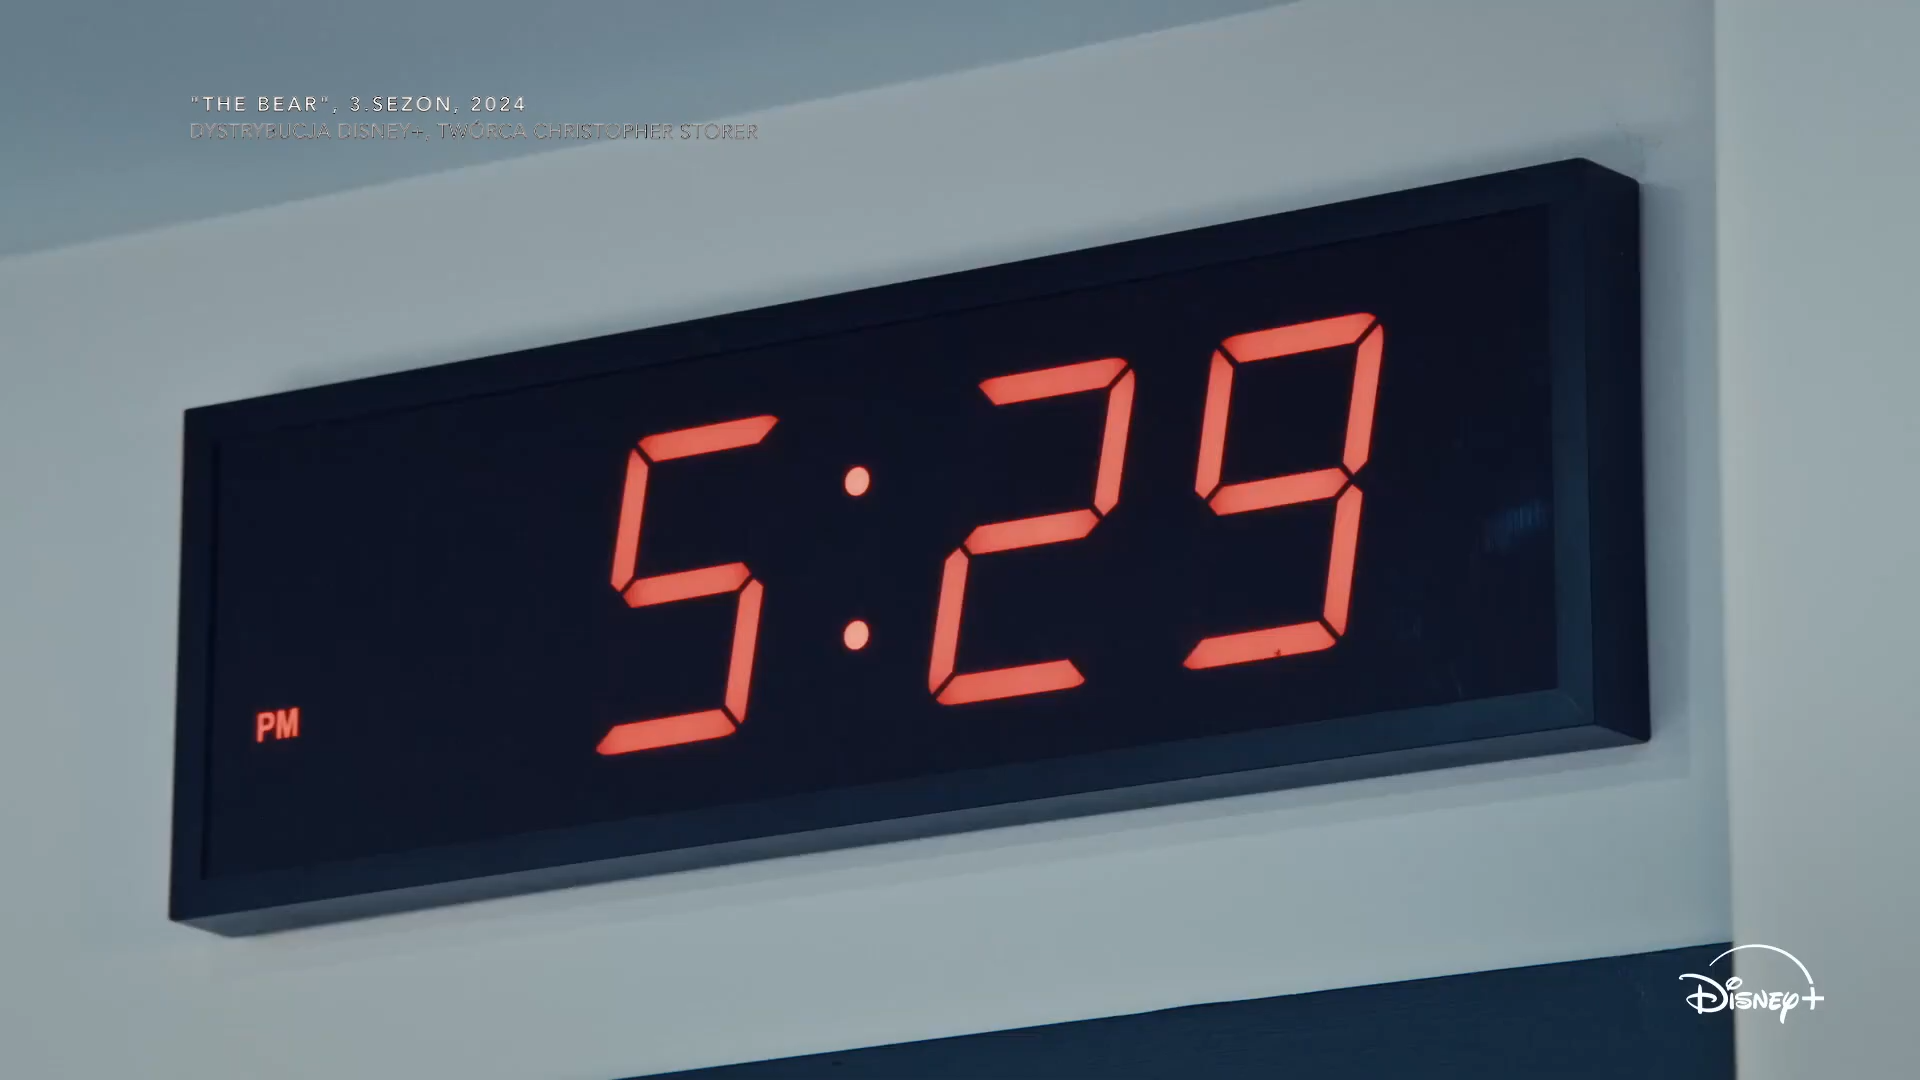 "THE BEAR", 3.SEZON, 2024
DYSTRYBUCJA DISNEY+, TWÓRCA CHRISTOPHER STORER
5:29
PM
Disney+